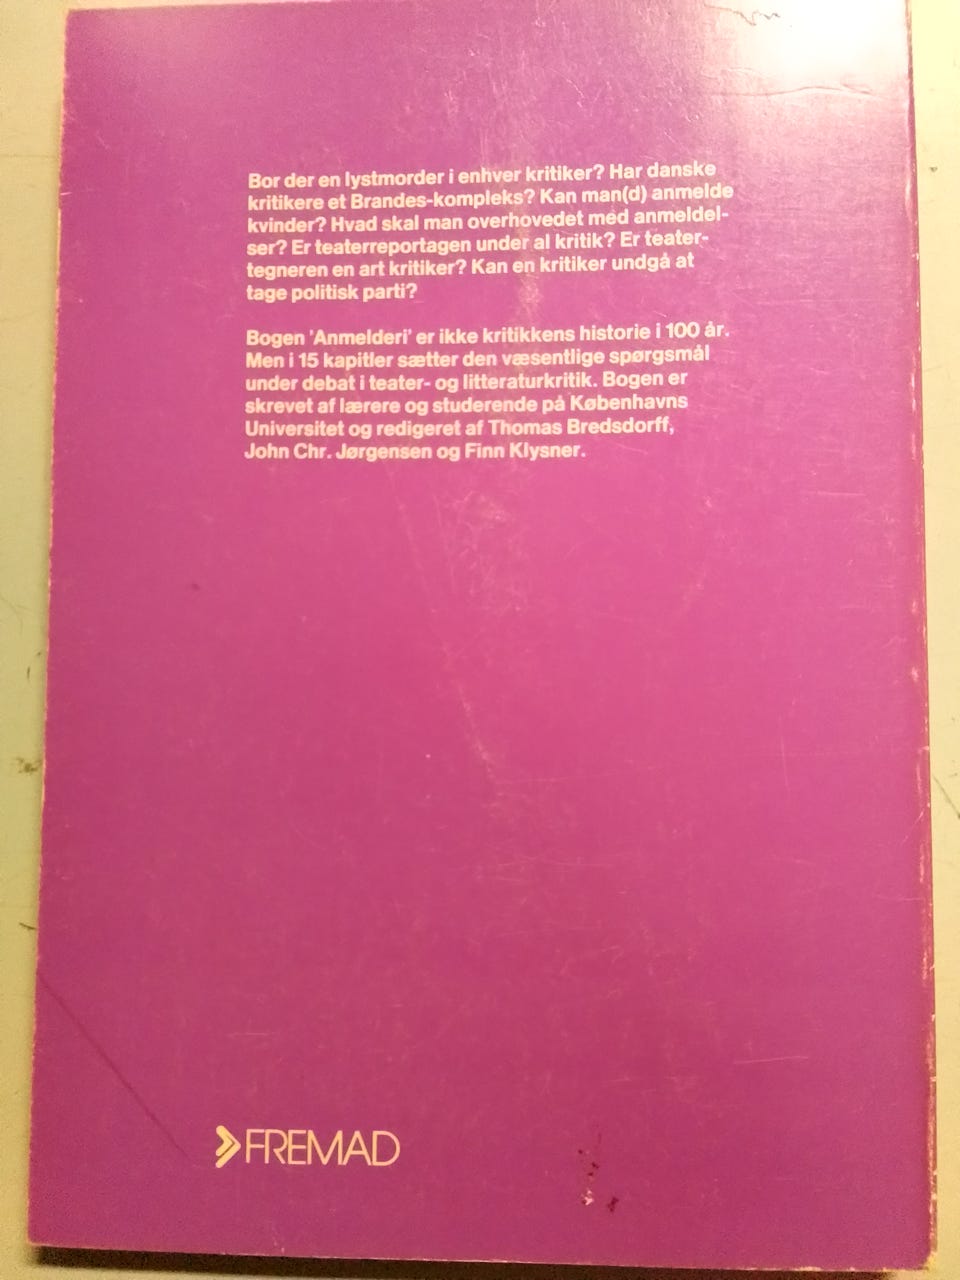 Bor der en lystmorder i enhver kritiker? Har danske
kritikere et Brandes-kompleks? Kan man(d) anmelde
kvinder? Hvad skal man overhovedet med anmeldel-
ser? Er teaterreportagen under al kritik? Er teater-
tegneren en art kritiker? Kan en kritiker undgå at
tage politisk parti?
Bogen 'Anmelderi' er ikke kritikkens historie i 100 år.
Men i 15 kapitler sætter den væsentlige spørgsmål
under debat i teater- og litteraturkritik. Bogen er
skrevet af lærere og studerende på Københavns
Universitet og redigeret af Thomas Bredsdorff,
John Chr. Jørgensen og Finn Klysner.
FREMAD